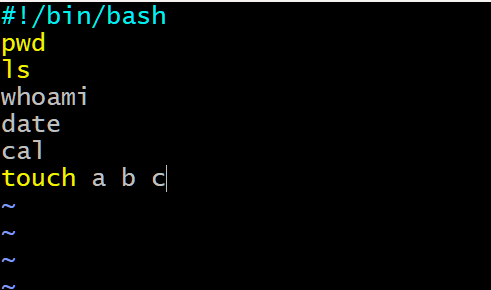 #!/bin/bash
pwd
ls
whoami
date
cal
touch a b c
~
~
~
~